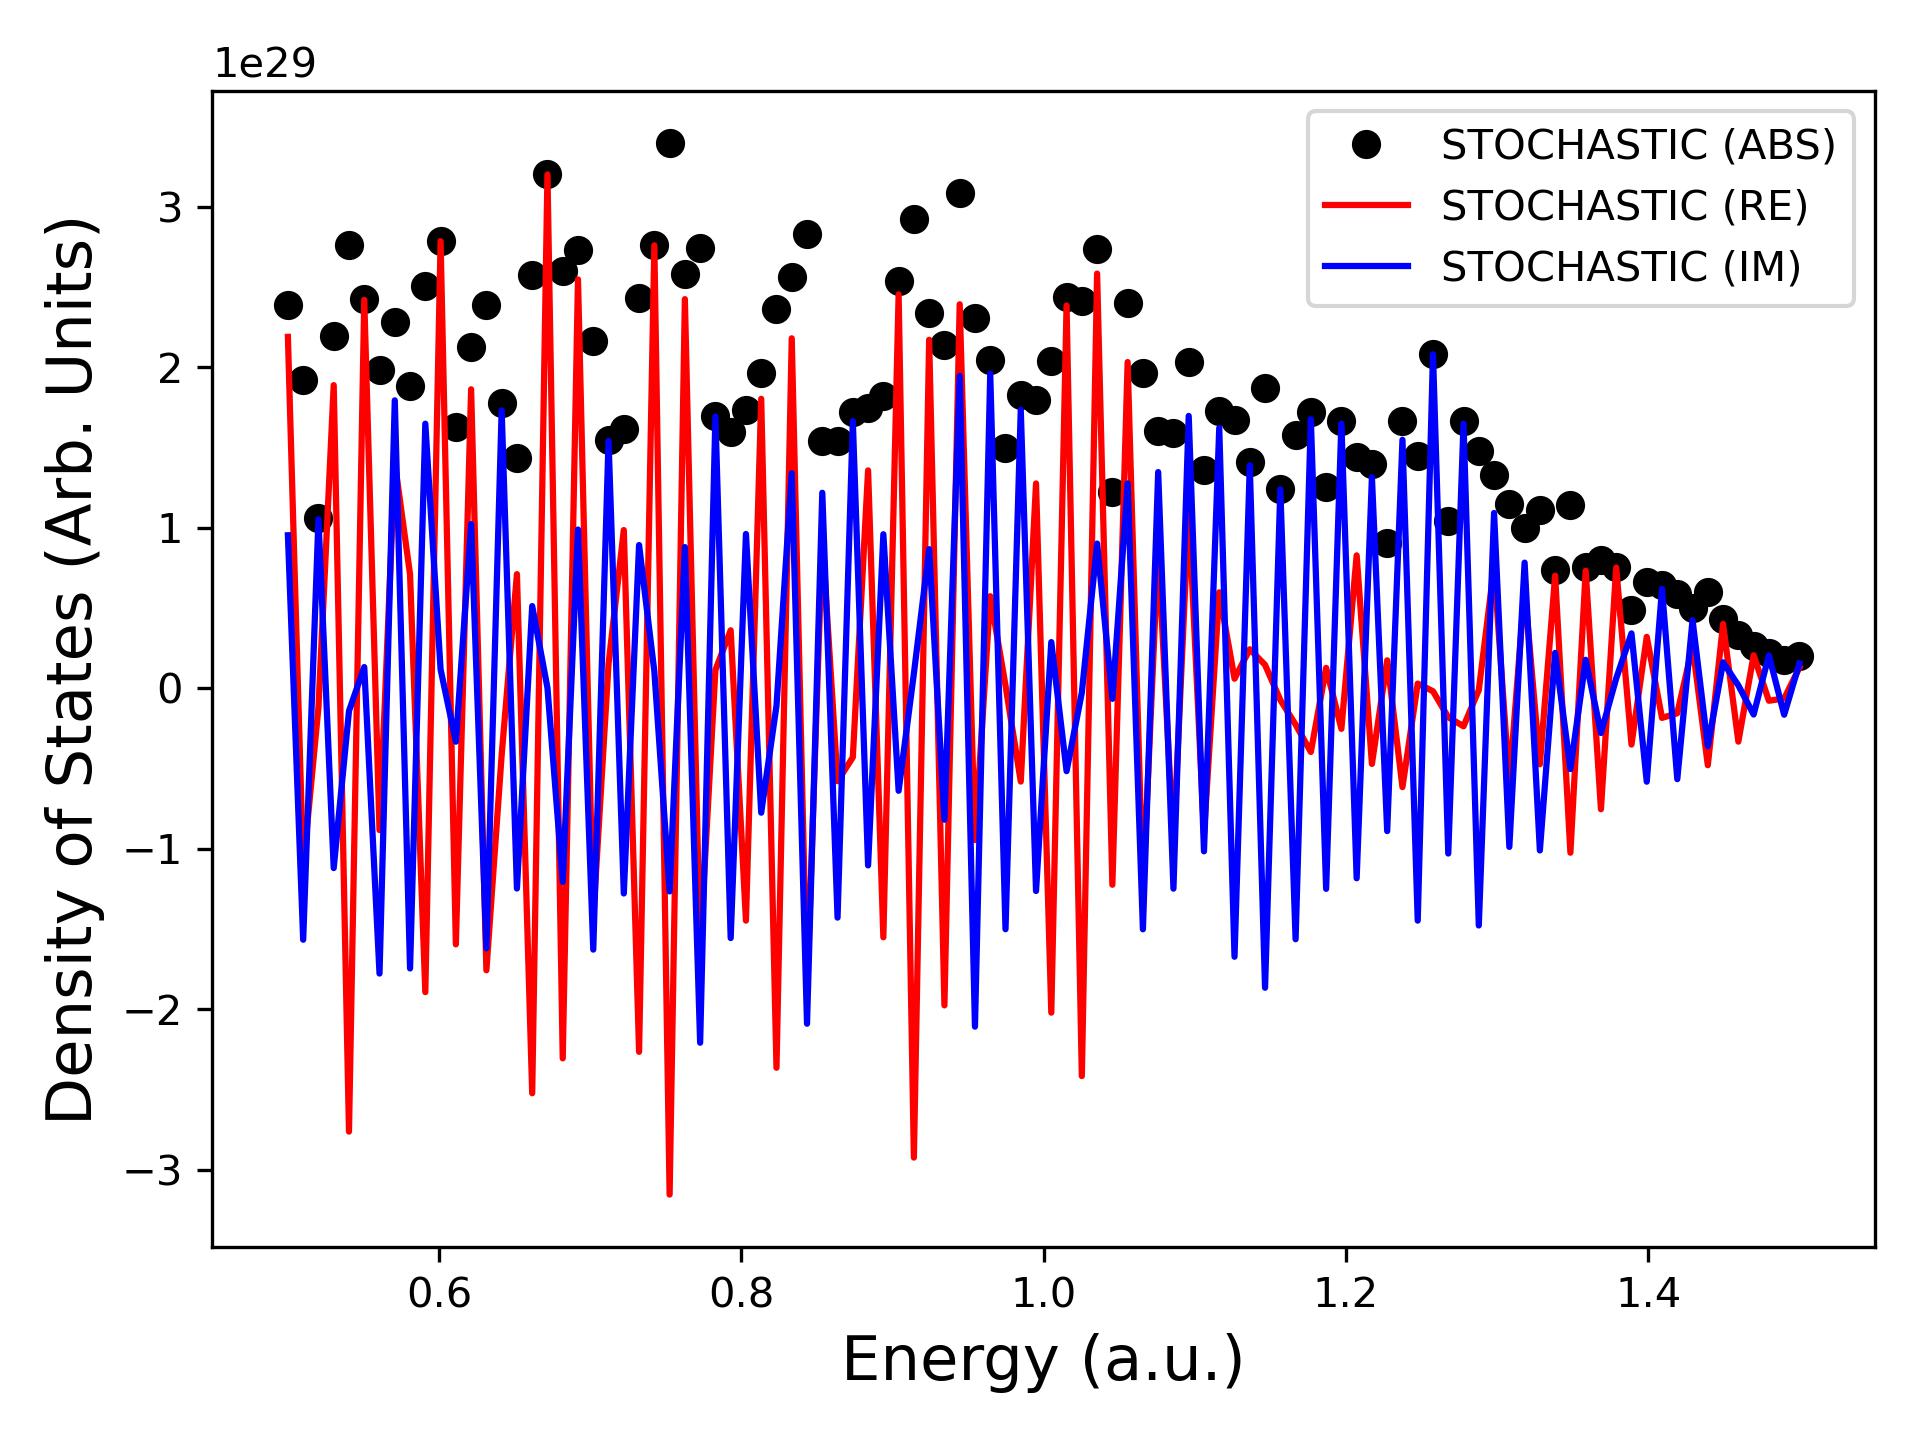 1e29
STOCHASTIC (ABS)
STOCHASTIC (RE)
STOCHASTIC (IM)
Density of States (Arb. Units)
3
2
1
0
−1
−2
−3
0.6 0.8 1.0 1.2 1.4
Energy (a.u.)